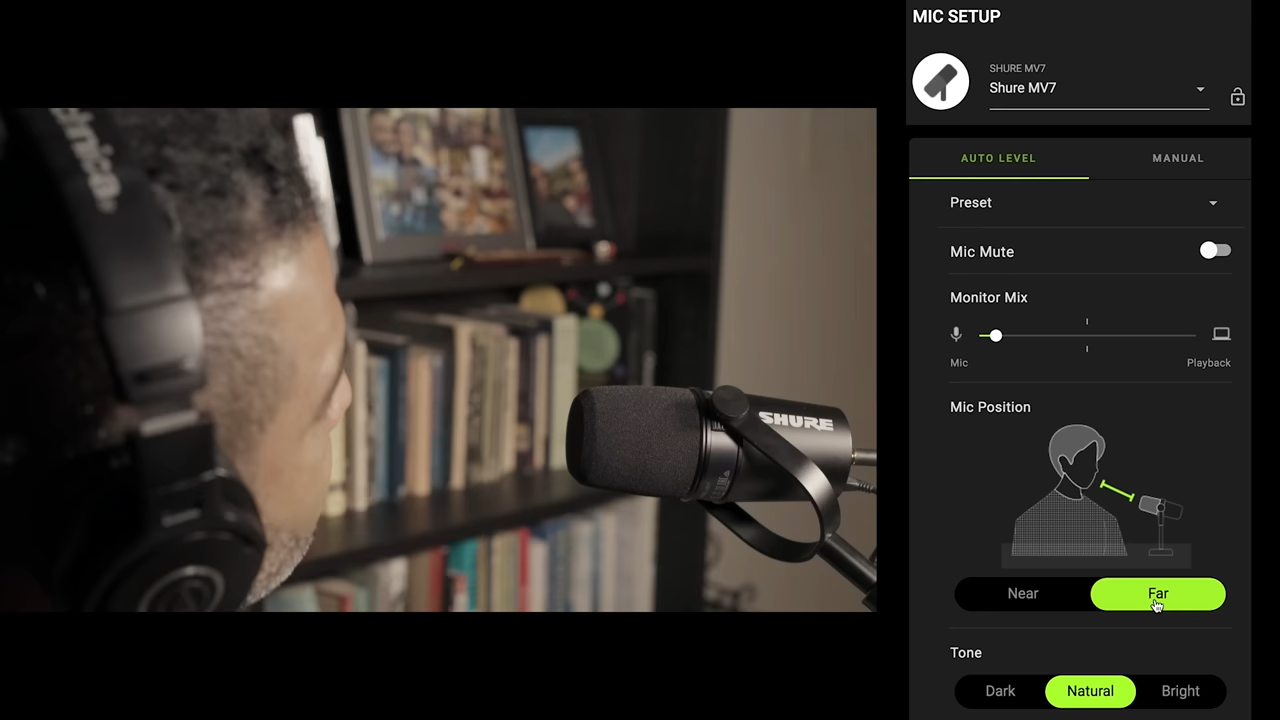 MIC SETUP
SHURE MV7
Shure MV7
AUTO LEVEL
MANUAL
Preset
Mic Mute
Monitor Mix
Mic
Playback
Mic Position
Near
Far
Tone
Dark
Natural
Bright
SHURE